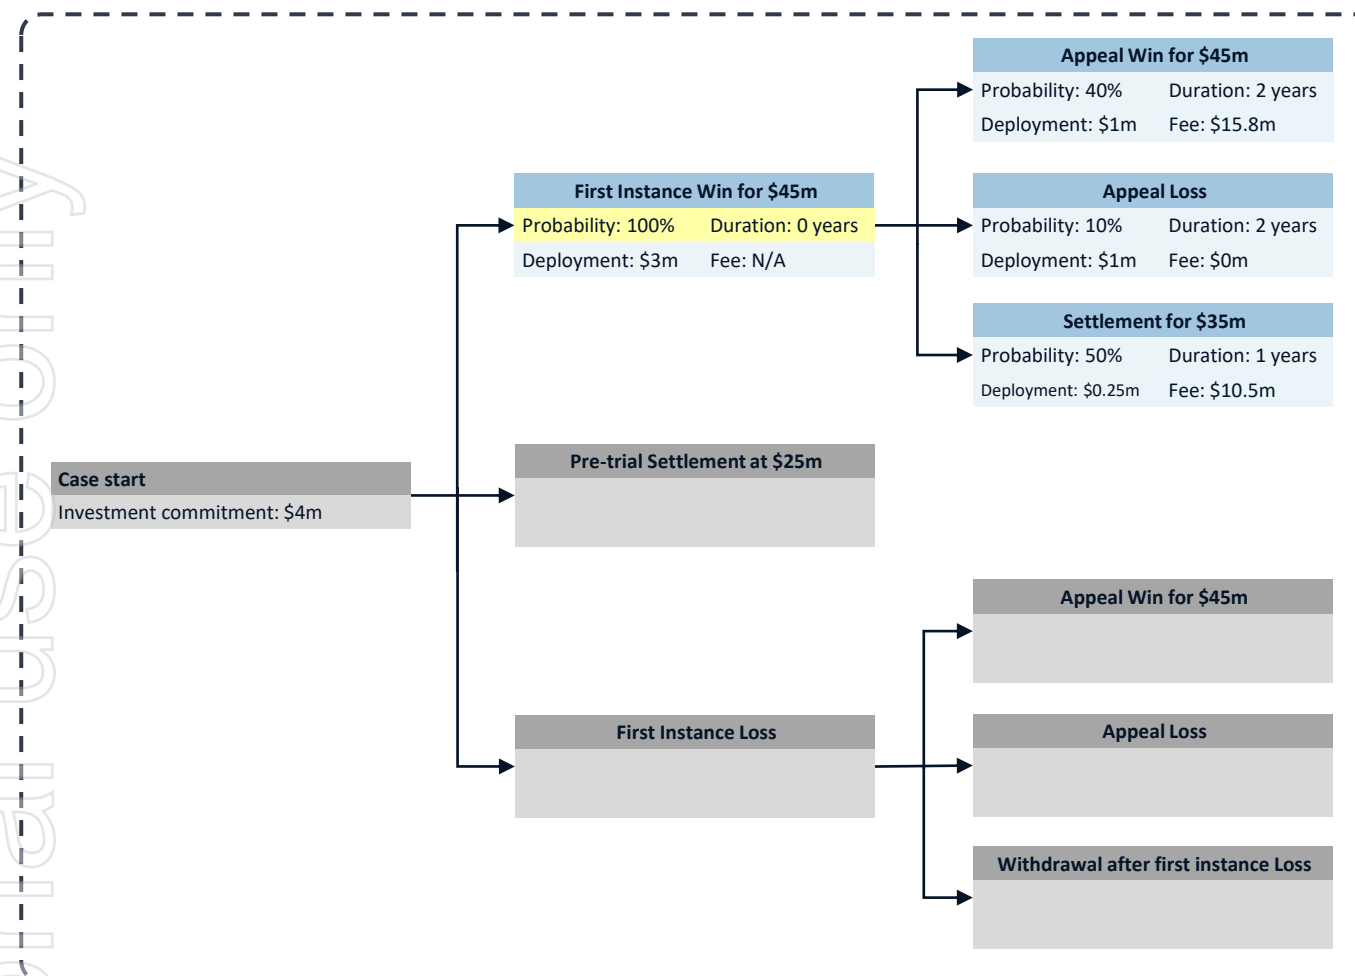 Appeal Win for $45m
Probability: 40% Duration: 2 years
Deployment: $1m Fee: $15.8m
First Instance Win for $45m
Probability: 100% Duration: 0 years
Deployment: $3m Fee: N/A
Appeal Loss
Probability: 10% Duration: 2 years
Deployment: $1m Fee: $0m
Settlement for $35m
Probability: 50% Duration: 1 years
Deployment: $0.25m Fee: $10.5m
Case start
Investment commitment: $4m
Pre-trial Settlement at $25m
First Instance Loss
Appeal Win for $45m
Appeal Loss
Withdrawal after first instance Loss
use only